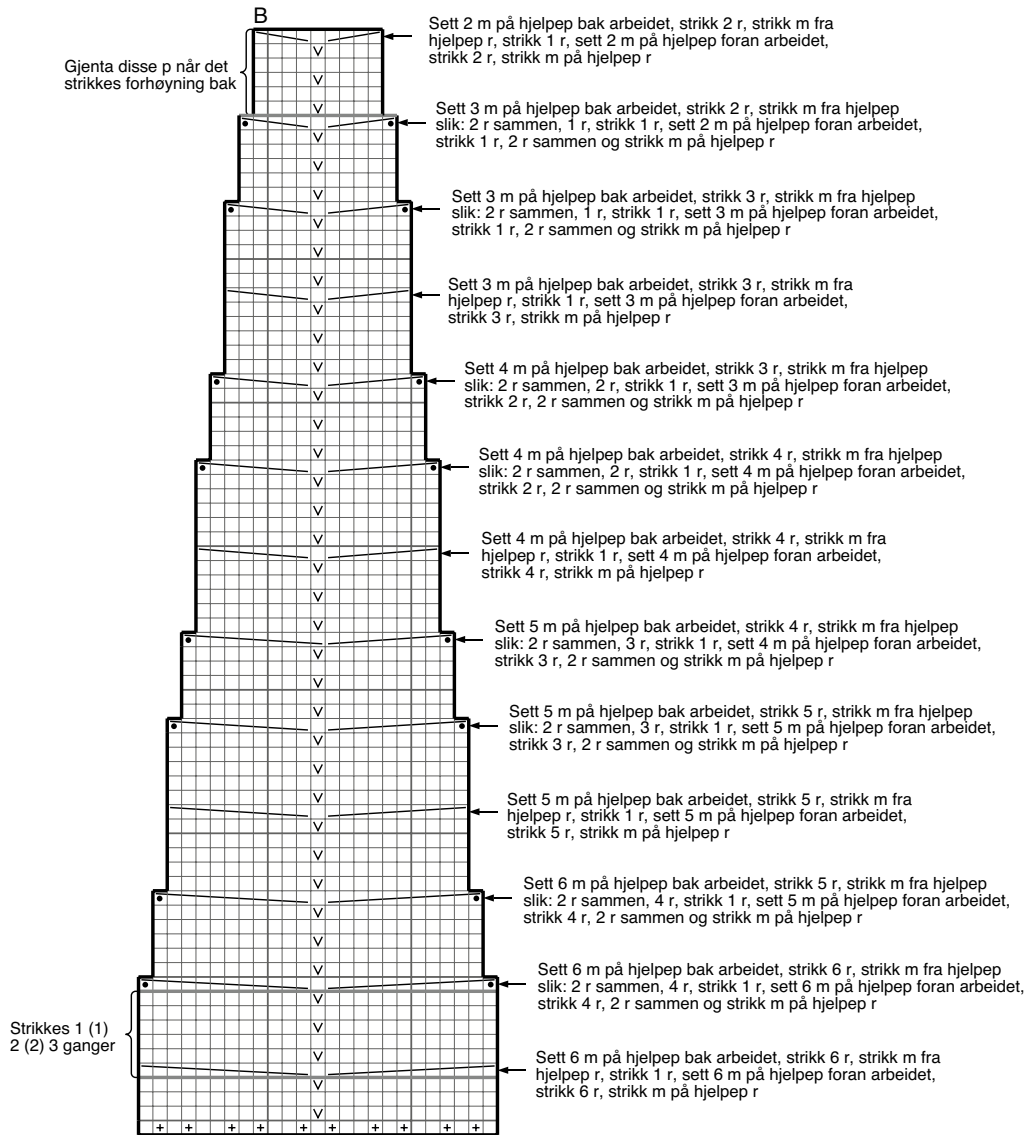 B
Sett 2 m på hjelpep bak arbeidet, strikk 2 r, strikk m fra
hjelpep r, strikk 1 r, sett 2 m på hjelpep foran arbeidet,
strikk 2 r, strikk m på hjelpep r
Gjenta disse p når det
strikkes forhøyning bak
Sett 3 m på hjelpep bak arbeidet, strikk 2 r, strikk m fra hjelpep
slik: 2 r sammen, 1 r, strikk 1 r, sett 2 m på hjelpep foran arbeidet,
strikk 1 r, 2 r sammen og strikk m på hjelpep r
Sett 3 m på hjelpep bak arbeidet, strikk 3 r, strikk m fra hjelpep
slik: 2 r sammen, 1 r, strikk 1 r, sett 3 m på hjelpep foran arbeidet,
strikk 1 r, 2 r sammen og strikk m på hjelpep r
Sett 3 m på hjelpep bak arbeidet, strikk 3 r, strikk m fra
hjelpep r, strikk 1 r, sett 3 m på hjelpep foran arbeidet,
strikk 3 r, strikk m på hjelpep r
Sett 4 m på hjelpep bak arbeidet, strikk 3 r, strikk m fra hjelpep
slik: 2 r sammen, 2 r, strikk 1 r, sett 3 m på hjelpep foran arbeidet,
strikk 2 r, 2 r sammen og strikk m på hjelpep r
Sett 4 m på hjelpep bak arbeidet, strikk 4 r, strikk m fra hjelpep
slik: 2 r sammen, 2 r, strikk 1 r, sett 4 m på hjelpep foran arbeidet,
strikk 2 r, 2 r sammen og strikk m på hjelpep r
Sett 4 m på hjelpep bak arbeidet, strikk 4 r, strikk m fra
hjelpep r, strikk 1 r, sett 4 m på hjelpep foran arbeidet,
strikk 4 r, strikk m på hjelpep r
Sett 5 m på hjelpep bak arbeidet, strikk 4 r, strikk m fra hjelpep
slik: 2 r sammen, 3 r, strikk 1 r, sett 4 m på hjelpep foran arbeidet,
strikk 3 r, 2 r sammen og strikk m på hjelpep r
Sett 5 m på hjelpep bak arbeidet, strikk 5 r, strikk m fra hjelpep
slik: 2 r sammen, 3 r, strikk 1 r, sett 5 m på hjelpep foran arbeidet,
strikk 3 r, 2 r sammen og strikk m på hjelpep r
Sett 5 m på hjelpep bak arbeidet, strikk 5 r, strikk m fra
hjelpep r, strikk 1 r, sett 5 m på hjelpep foran arbeidet,
strikk 5 r, strikk m på hjelpep r
Sett 6 m på hjelpep bak arbeidet, strikk 5 r, strikk m fra hjelpep
slik: 2 r sammen, 4 r, strikk 1 r, sett 5 m på hjelpep foran arbeidet,
strikk 4 r, 2 r sammen og strikk m på hjelpep r
Sett 6 m på hjelpep bak arbeidet, strikk 6 r, strikk m fra hjelpep
slik: 2 r sammen, 4 r, strikk 1 r, sett 6 m på hjelpep foran arbeidet,
strikk 4 r, 2 r sammen og strikk m på hjelpep r
Strikkes 1 (1)
2 (2) 3 ganger
Sett 6 m på hjelpep bak arbeidet, strikk 6 r, strikk m fra
hjelpep r, strikk 1 r, sett 6 m på hjelpep foran arbeidet,
strikk 6 r, strikk m på hjelpep r